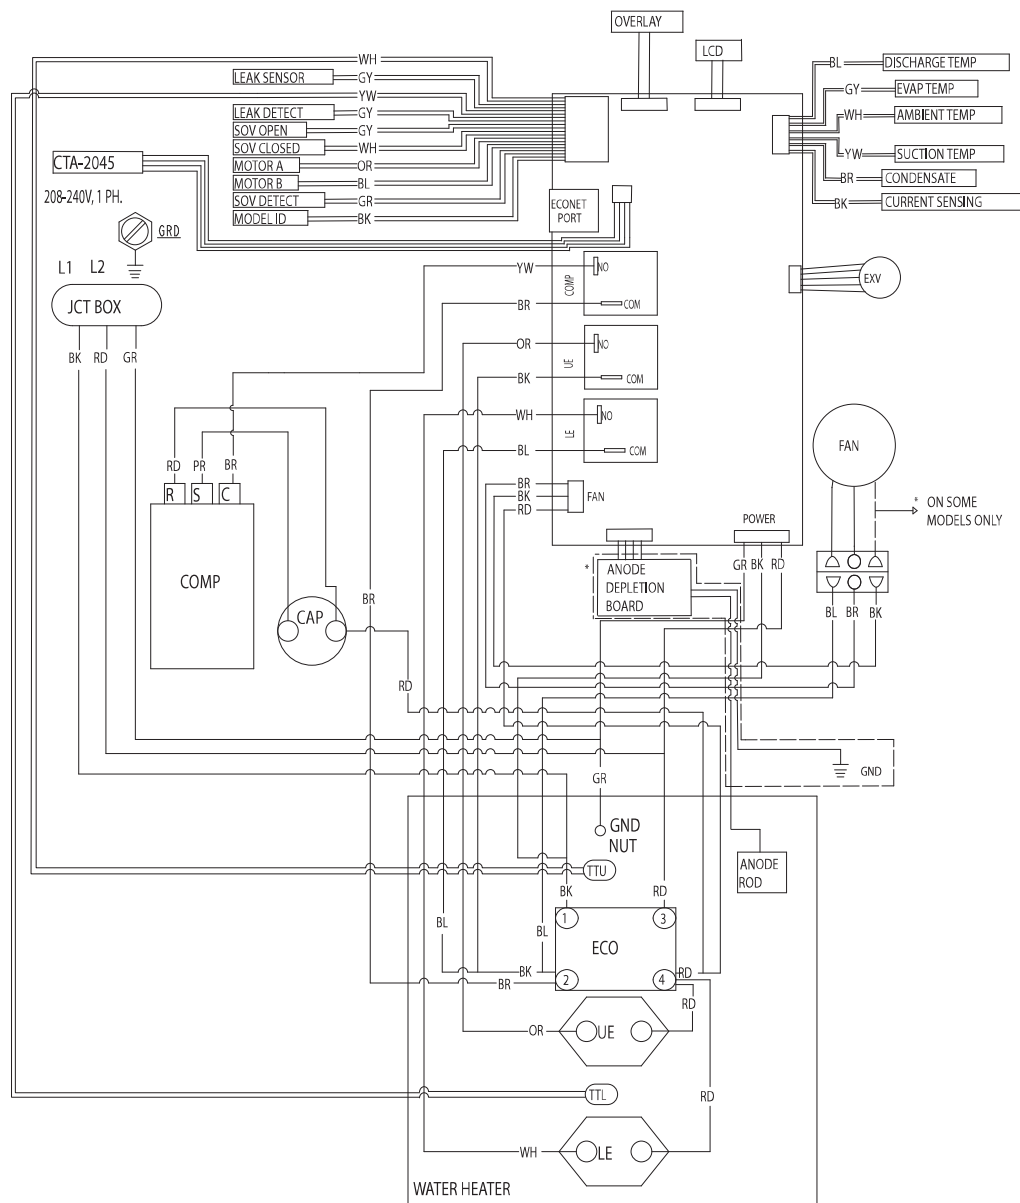 OVERLAY
LCD
WH
LEAK SENSOR
GY
YW
LEAK DETECT
GY
SOV OPEN
GY
SOV CLOSED
WH
MOTOR A
OR
MOTOR B
BL
SOV DETECT
GR
MODEL ID
BK
BL
DISCHARGE TEMP
GY
EVAP TEMP
WH
AMBIENT TEMP
YW
SUCTION TEMP
BR
CONDENSATE
BK
CURRENT SENSING
CTA-2045
208-240V, 1 PH.
GRD
L1
L2
JCT BOX
BK
RD
GR
ECONET
PORT
YW
NO
COMP
BR
COM
OR
NO
UE
BK
COM
WH
NO
LE
BL
COM
EXV
BR
BK
RD
FAN
FAN
* ON SOME
MODELS ONLY
POWER
GR
BK
RD
RD
PR
BR
R
S
C
COMP
CAP
*
ANODE
DEPLETION
BOARD
BL
BR
BK
BR
RD
GND
GR
GND
NUT
ANODE
ROD
TTU
BK
RD
BL
BL
1
3
ECO
BK
2
4
RD
BR
RD
OR
UE
TTL
RD
WH
LE
WATER HEATER